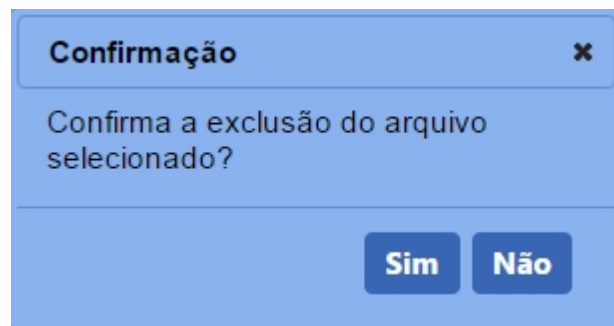 Confirmação
Confirma a exclusão do arquivo
selecionado?
Sim Não